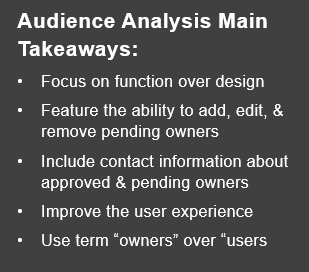 Audience Analysis Main
Takeaways:
• Focus on function over design
• Feature the ability to add, edit, &
remove pending owners
• Include contact information about
approved & pending owners
• Improve the user experience
• Use term “owners” over “users